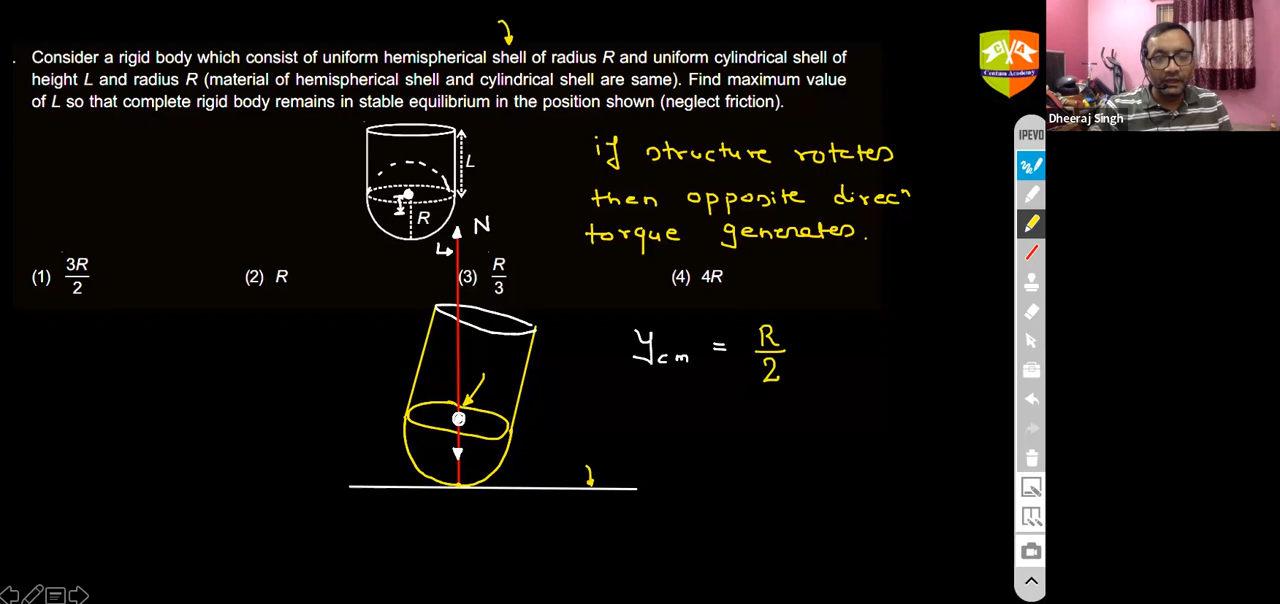 . Consider a rigid body which consist of uniform hemispherical shell of radius R and uniform cylindrical shell of
height L and radius R (material of hemispherical shell and cylindrical shell are same). Find maximum value
of L so that complete rigid body remains in stable equilibrium in the position shown (neglect friction).
L
R
N
if structure rotates
then opposite direcⁿ
torque generates.
(1) 3R/2
(2) R
(3) R/3
(4) 4R
y_cm = R/2
Centum Academy
Dheeraj Singh
IPEVO